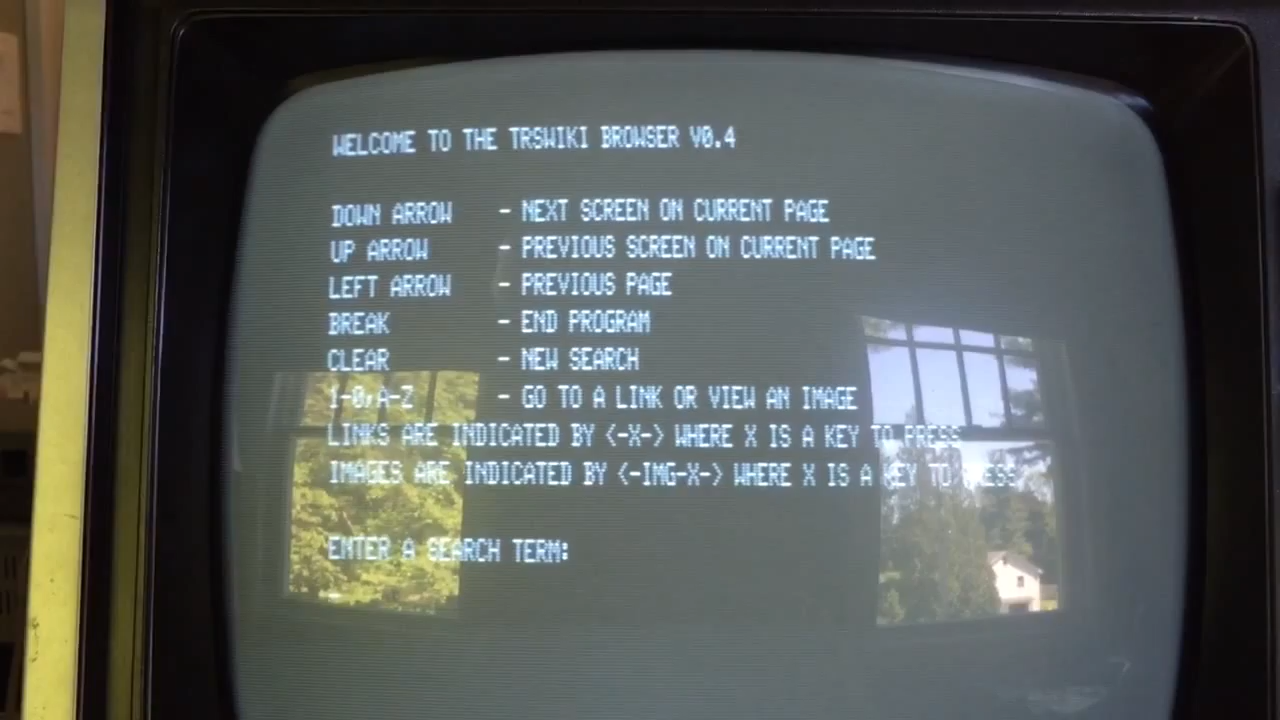 WELCOME TO THE TRSWIKI BROWSER V0.4
DOWN ARROW - NEXT SCREEN ON CURRENT PAGE
UP ARROW - PREVIOUS SCREEN ON CURRENT PAGE
LEFT ARROW - PREVIOUS PAGE
BREAK - END PROGRAM
CLEAR - NEW SEARCH
1-0,A-Z - GO TO A LINK OR VIEW AN IMAGE
LINKS ARE INDICATED BY <-X-> WHERE X IS A KEY TO PRESS
IMAGES ARE INDICATED BY <-IMG-X-> WHERE X IS A KEY TO PRESS
ENTER A SEARCH TERM: